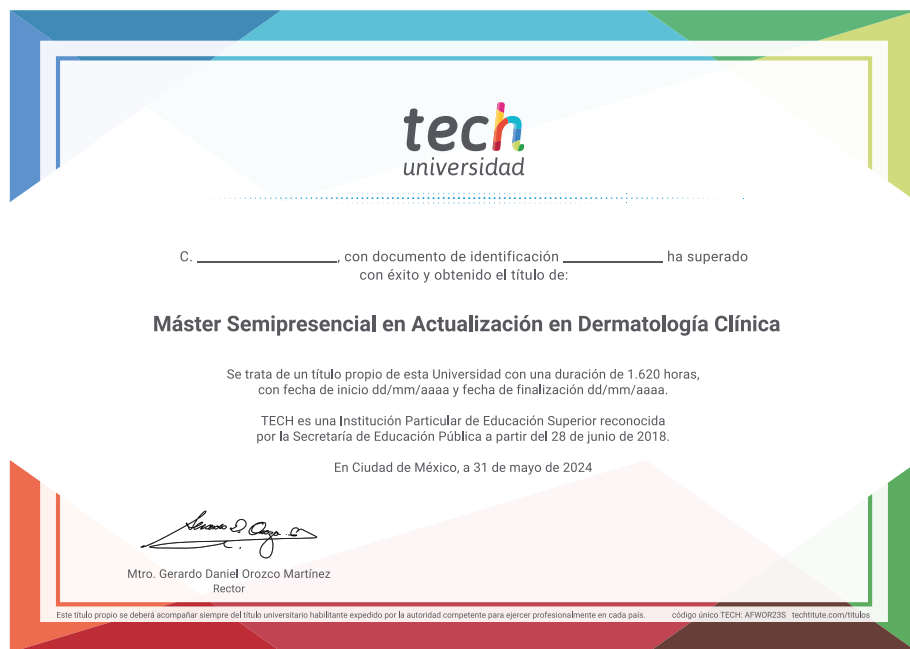 tech
universidad
C. ____________, con documento de identificación ____________ ha superado
con éxito y obtenido el título de:
Máster Semipresencial en Actualización en Dermatología Clínica
Se trata de un título propio de esta Universidad con una duración de 1.620 horas,
con fecha de inicio dd/mm/aaaa y fecha de finalización dd/mm/aaaa.
TECH es una Institución Particular de Educación Superior reconocida
por la Secretaría de Educación Pública a partir del 28 de junio de 2018.
En Ciudad de México, a 31 de mayo de 2024
Mtro. Gerardo Daniel Orozco Martínez
Rector
Este título propio se deberá acompañar siempre del título universitario habilitante expedido por la autoridad competente para ejercer profesionalmente en cada país. código único TECH: AFWOR23S techtitute.com/titulos